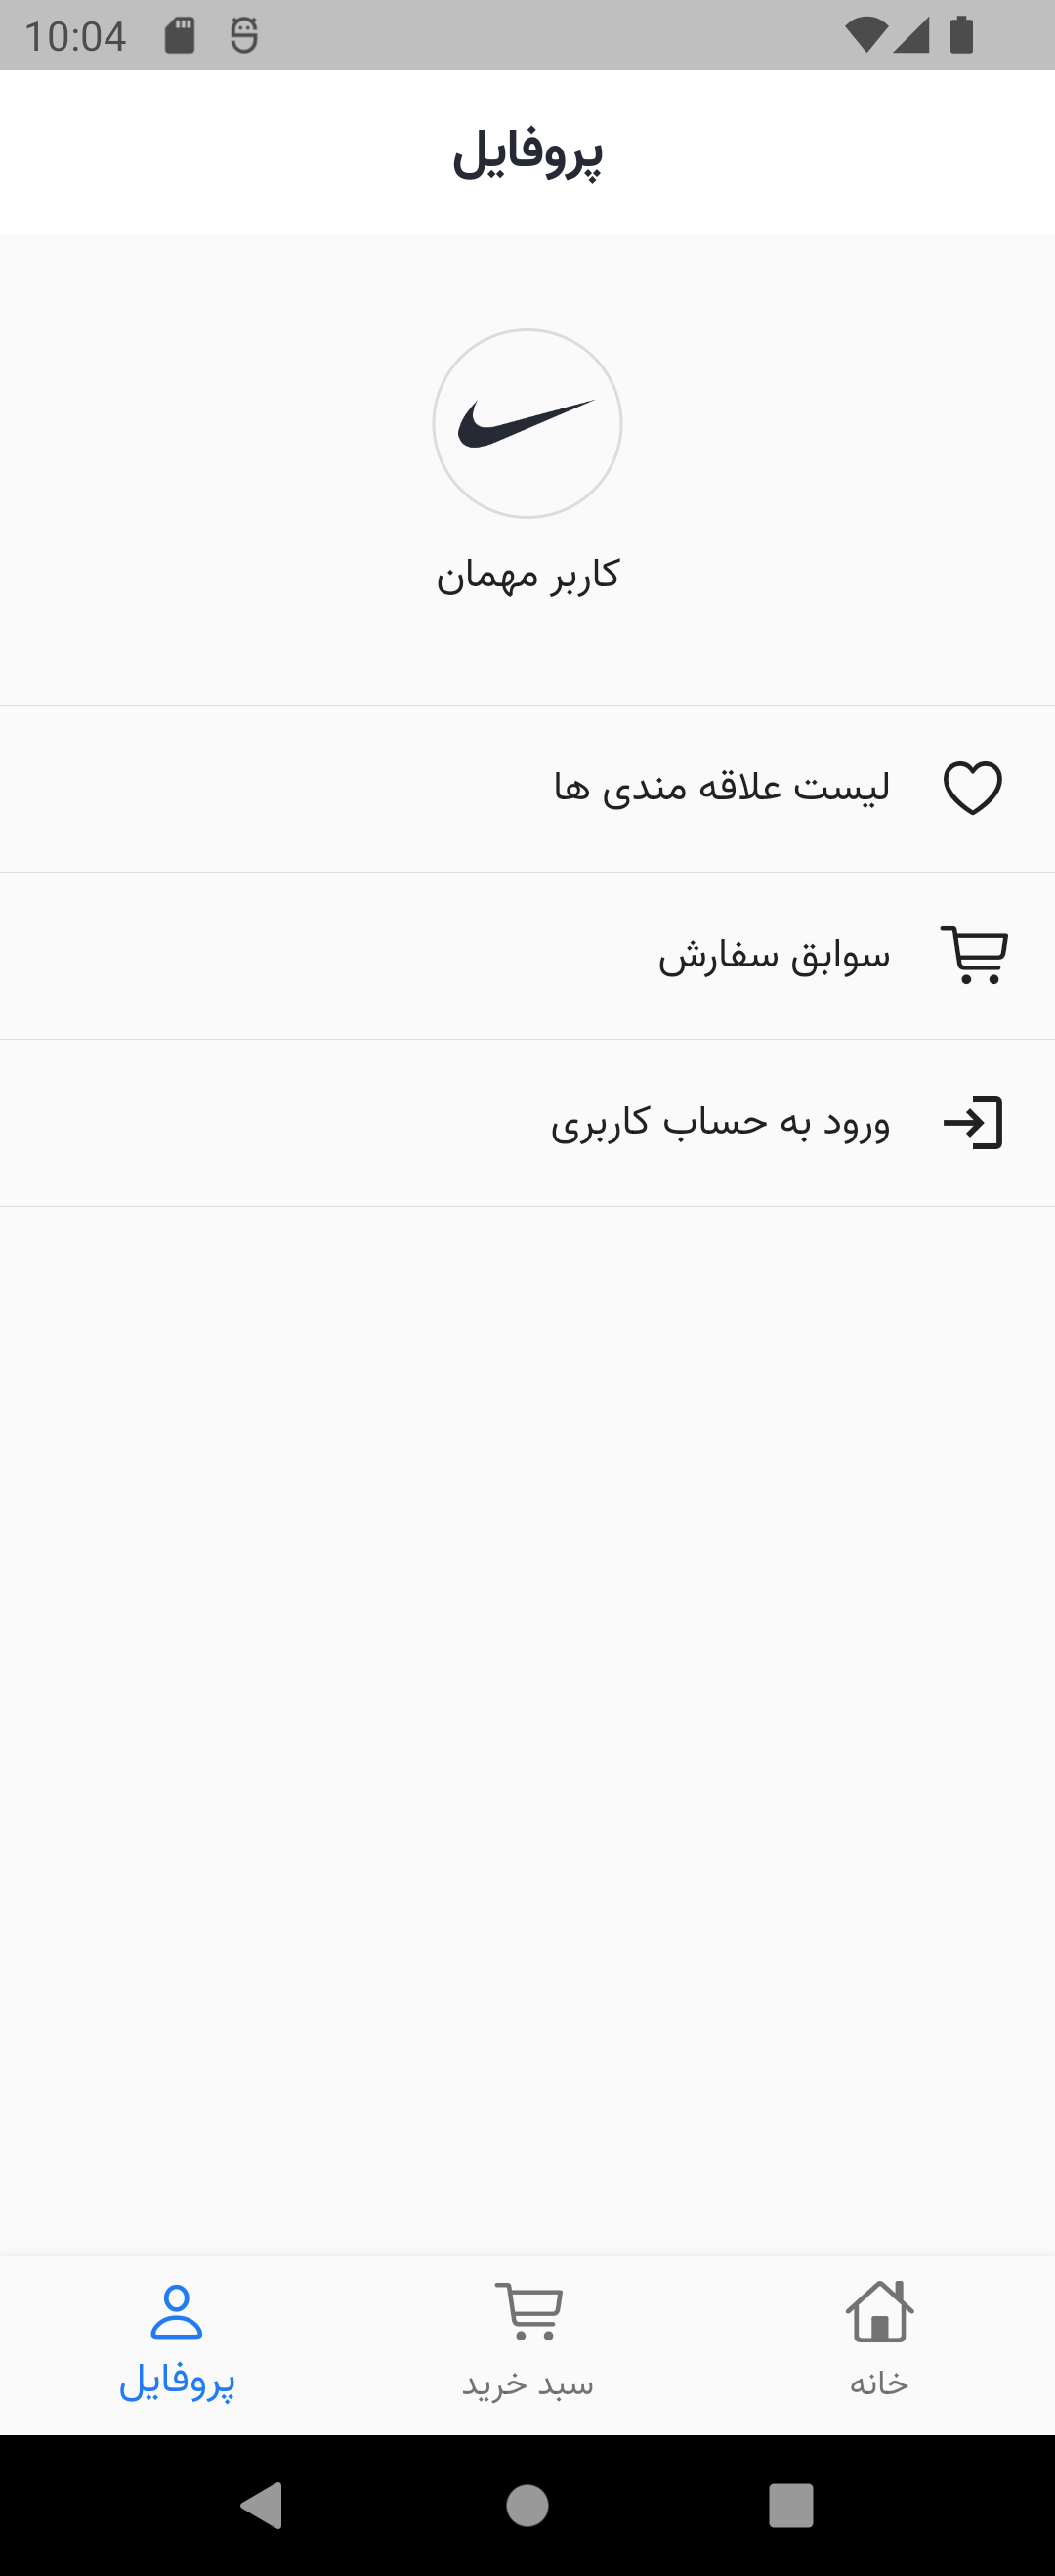 10:04
پروفایل
کاربر مهمان
لیست علاقه مندی ها
سوابق سفارش
ورود به حساب کاربری
خانه
سبد خرید
پروفایل